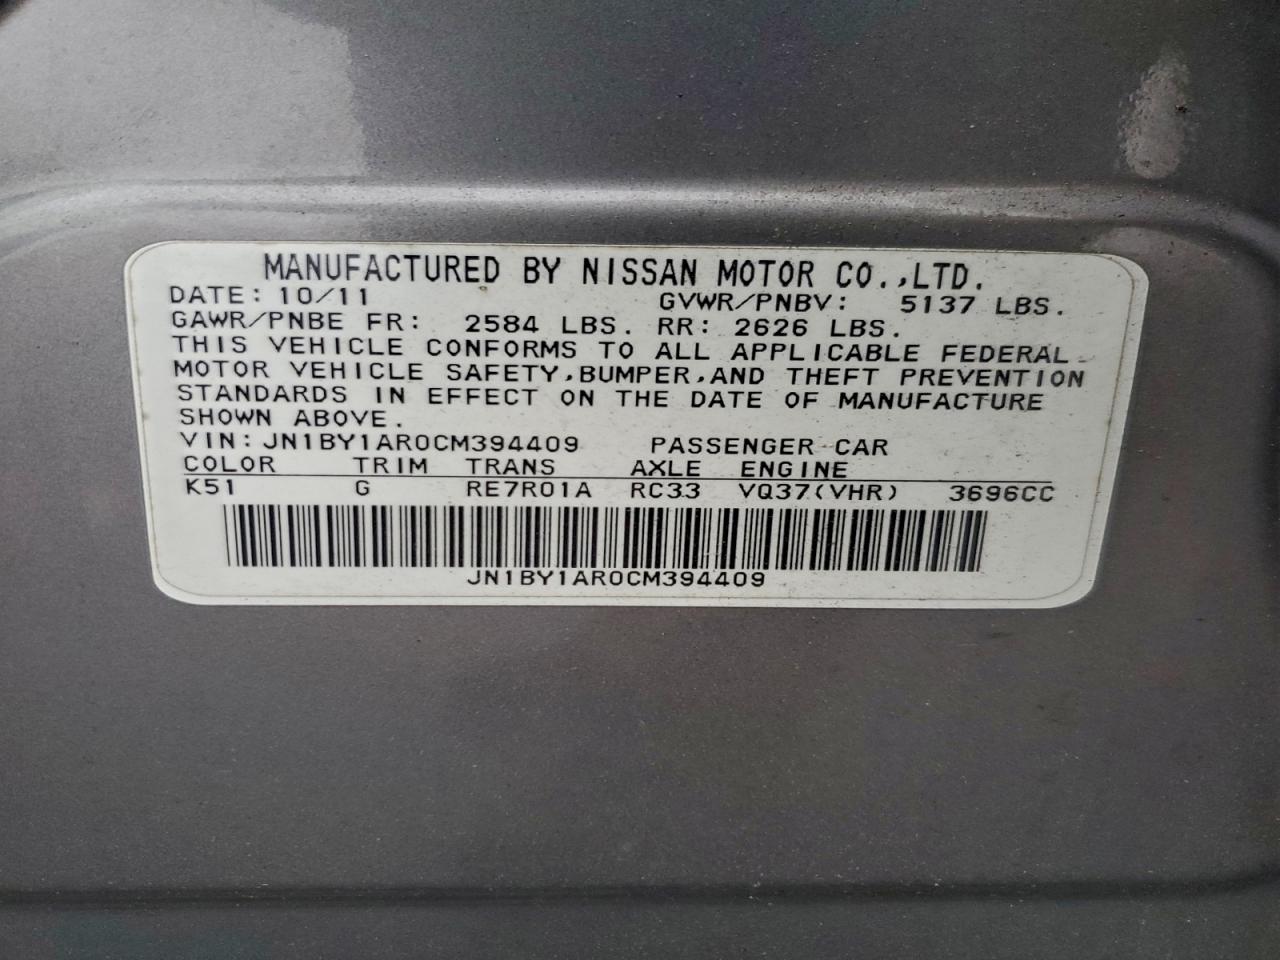 MANUFACTURED BY NISSAN MOTOR CO.,LTD.
DATE: 10/11 GVWR/PNBV: 5137 LBS.
GAWR/PNBE FR: 2584 LBS. RR: 2626 LBS.
THIS VEHICLE CONFORMS TO ALL APPLICABLE FEDERAL
MOTOR VEHICLE SAFETY,BUMPER,AND THEFT PREVENTION
STANDARDS IN EFFECT ON THE DATE OF MANUFACTURE
SHOWN ABOVE.
VIN:JN1BY1AR0CM394409 PASSENGER CAR
COLOR TRIM TRANS AXLE ENGINE
K51 G RE7R01A RC33 VQ37(VHR) 3696CC
JN1BY1AR0CM394409